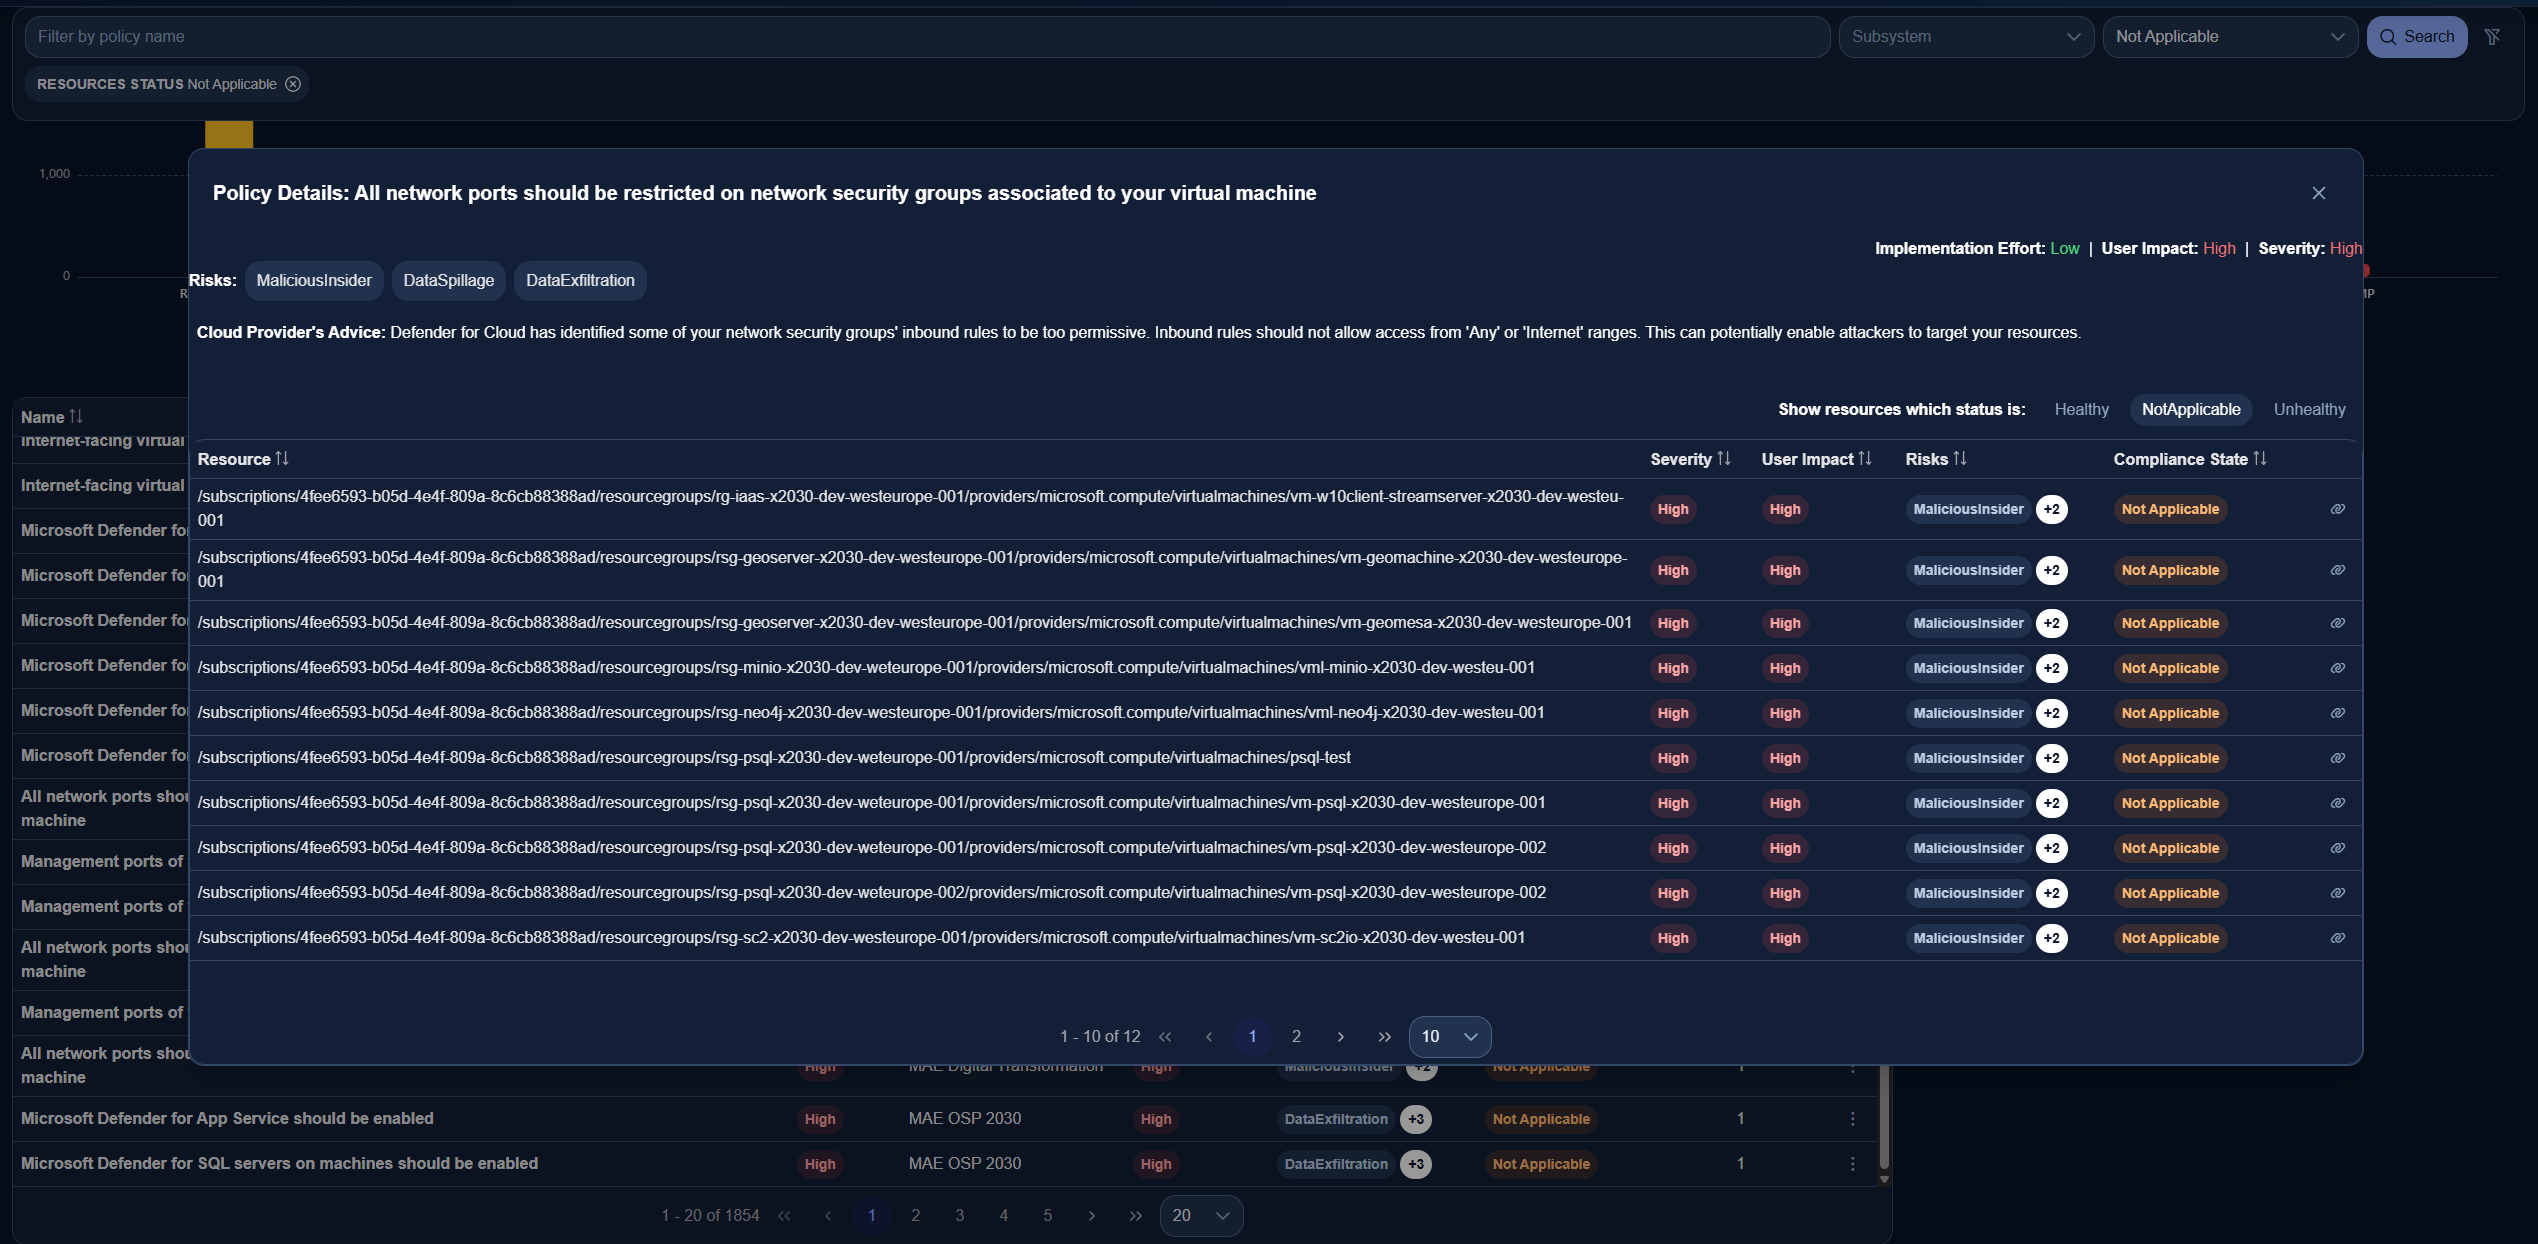 Filter by policy name
Subsystem
Not Applicable
Search
RESOURCES STATUS Not Applicable
1,000
0
Policy Details: All network ports should be restricted on network security groups associated to your virtual machine
Implementation Effort: Low | User Impact: High | Severity: High
Risks: MaliciousInsider DataSpillage DataExfiltration
Cloud Provider's Advice: Defender for Cloud has identified some of your network security groups' inbound rules to be too permissive. Inbound rules should not allow access from 'Any' or 'Internet' ranges. This can potentially enable attackers to target your resources.
Show resources which status is: Healthy NotApplicable Unhealthy
Resource Severity User Impact Risks Compliance State
/subscriptions/4fee6593-b05d-4e4f-809a-8c6cb88388ad/resourcegroups/rg-iaas-x2030-dev-westeurope-001/providers/microsoft.compute/virtualmachines/vm-w10client-streamserver-x2030-dev-westeu-
001
High High MaliciousInsider +2 Not Applicable
/subscriptions/4fee6593-b05d-4e4f-809a-8c6cb88388ad/resourcegroups/rsg-geoserver-x2030-dev-westeurope-001/providers/microsoft.compute/virtualmachines/vm-geomachine-x2030-dev-westeurope-
001
High High MaliciousInsider +2 Not Applicable
/subscriptions/4fee6593-b05d-4e4f-809a-8c6cb88388ad/resourcegroups/rsg-geoserver-x2030-dev-westeurope-001/providers/microsoft.compute/virtualmachines/vm-geomesa-x2030-dev-westeurope-001 High High MaliciousInsider +2 Not Applicable
/subscriptions/4fee6593-b05d-4e4f-809a-8c6cb88388ad/resourcegroups/rsg-minio-x2030-dev-weteurope-001/providers/microsoft.compute/virtualmachines/vml-minio-x2030-dev-westeu-001 High High MaliciousInsider +2 Not Applicable
/subscriptions/4fee6593-b05d-4e4f-809a-8c6cb88388ad/resourcegroups/rsg-neo4j-x2030-dev-westeurope-001/providers/microsoft.compute/virtualmachines/vml-neo4j-x2030-dev-westeu-001 High High MaliciousInsider +2 Not Applicable
/subscriptions/4fee6593-b05d-4e4f-809a-8c6cb88388ad/resourcegroups/rsg-psql-x2030-dev-weteurope-001/providers/microsoft.compute/virtualmachines/psql-test High High MaliciousInsider +2 Not Applicable
/subscriptions/4fee6593-b05d-4e4f-809a-8c6cb88388ad/resourcegroups/rsg-psql-x2030-dev-weteurope-001/providers/microsoft.compute/virtualmachines/vm-psql-x2030-dev-westeurope-001 High High MaliciousInsider +2 Not Applicable
/subscriptions/4fee6593-b05d-4e4f-809a-8c6cb88388ad/resourcegroups/rsg-psql-x2030-dev-weteurope-001/providers/microsoft.compute/virtualmachines/vm-psql-x2030-dev-westeurope-002 High High MaliciousInsider +2 Not Applicable
/subscriptions/4fee6593-b05d-4e4f-809a-8c6cb88388ad/resourcegroups/rsg-psql-x2030-dev-weteurope-002/providers/microsoft.compute/virtualmachines/vm-psql-x2030-dev-westeurope-002 High High MaliciousInsider +2 Not Applicable
/subscriptions/4fee6593-b05d-4e4f-809a-8c6cb88388ad/resourcegroups/rsg-sc2-x2030-dev-westeurope-001/providers/microsoft.compute/virtualmachines/vm-sc2io-x2030-dev-westeu-001 High High MaliciousInsider +2 Not Applicable
1 - 10 of 12 1 2 10
Name
Internet-facing virtual
Internet-facing virtual
Microsoft Defender for
Microsoft Defender for
Microsoft Defender for
Microsoft Defender for
Microsoft Defender for
Microsoft Defender for
All network ports shou
machine
Management ports of
Management ports of
All network ports shou
machine
Management ports of
All network ports shou
machine
High MAE Digital Transformation High MaliciousInsider +2 Not Applicable 1
Microsoft Defender for App Service should be enabled High MAE OSP 2030 High DataExfiltration +3 Not Applicable 1
Microsoft Defender for SQL servers on machines should be enabled High MAE OSP 2030 High DataExfiltration +3 Not Applicable 1
1 - 20 of 1854 1 2 3 4 5 20